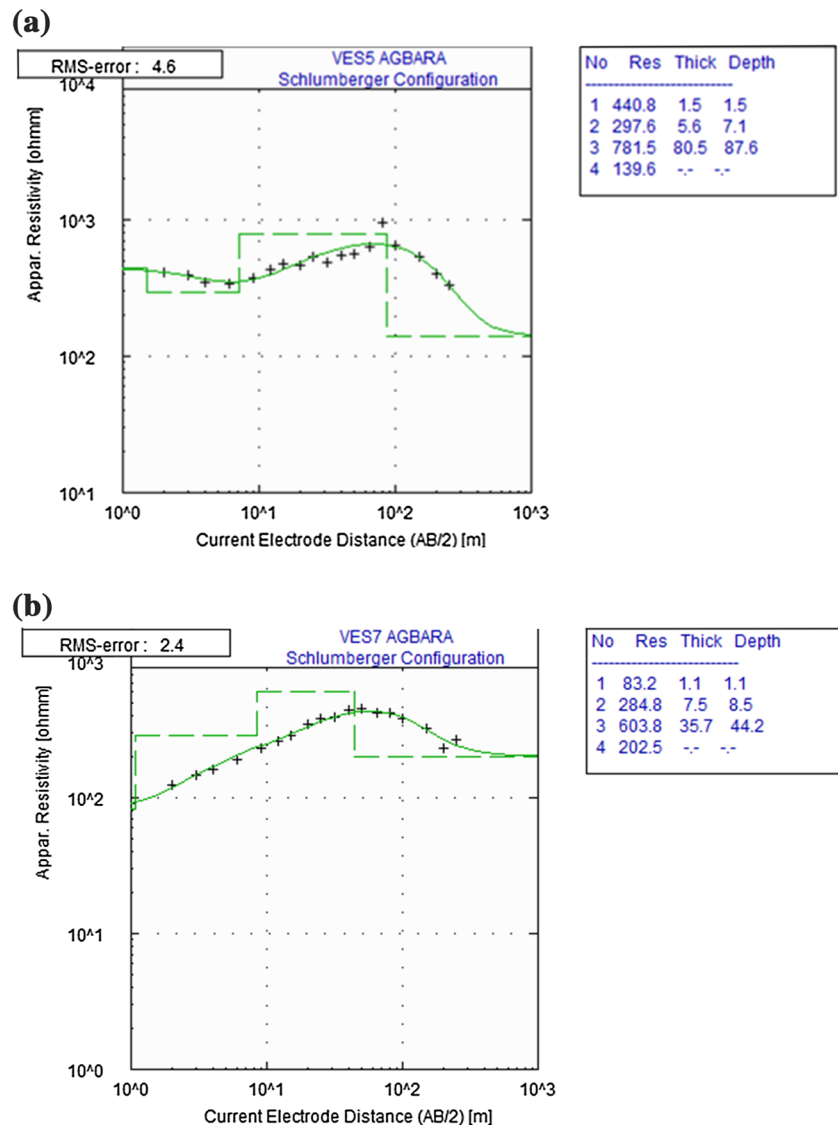 (a)
RMS-error : 4.6
VES5 AGBARA
Schlumberger Configuration
10^4
10^3
10^2
10^1
Appar. Resistivity [ohmm]
10^0 10^1 10^2 10^3
Current Electrode Distance (AB/2) [m]
No Res Thick Depth
-----------------------------
1 440.8 1.5 1.5
2 297.6 5.6 7.1
3 781.5 80.5 87.6
4 139.6 -.- -.-
(b)
RMS-error : 2.4
VES7 AGBARA
Schlumberger Configuration
10^3
10^2
10^1
10^0
Appar. Resistivity [ohmm]
10^0 10^1 10^2 10^3
Current Electrode Distance (AB/2) [m]
No Res Thick Depth
-----------------------------
1 83.2 1.1 1.1
2 284.8 7.5 8.5
3 603.8 35.7 44.2
4 202.5 -.- -.-